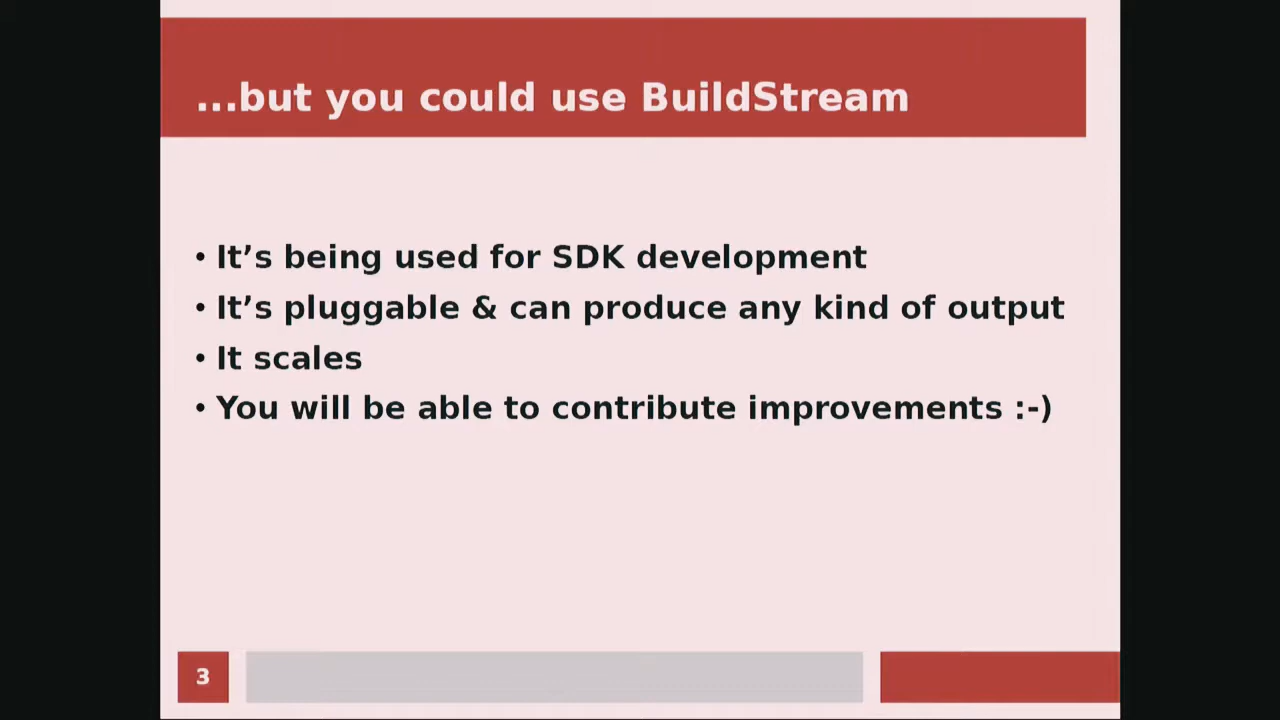 ...but you could use BuildStream
• It’s being used for SDK development
• It’s pluggable & can produce any kind of output
• It scales
• You will be able to contribute improvements :-)
3